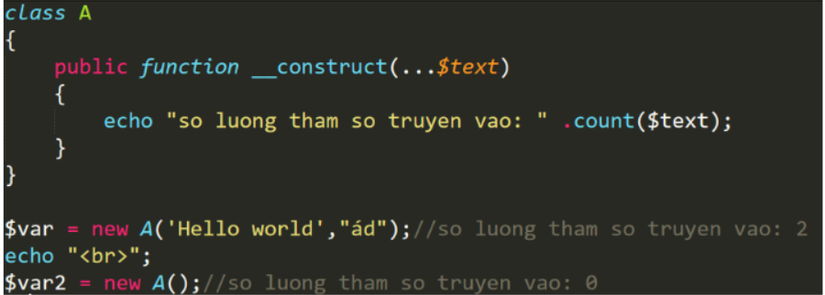 class A
{
    public function __construct(...$text)
    {
        echo "so luong tham so truyen vao: " .count($text);
    }
}

$var = new A('Hello world',"ád");//so luong tham so truyen vao: 2
echo "<br>";
$var2 = new A();//so luong tham so truyen vao: 0